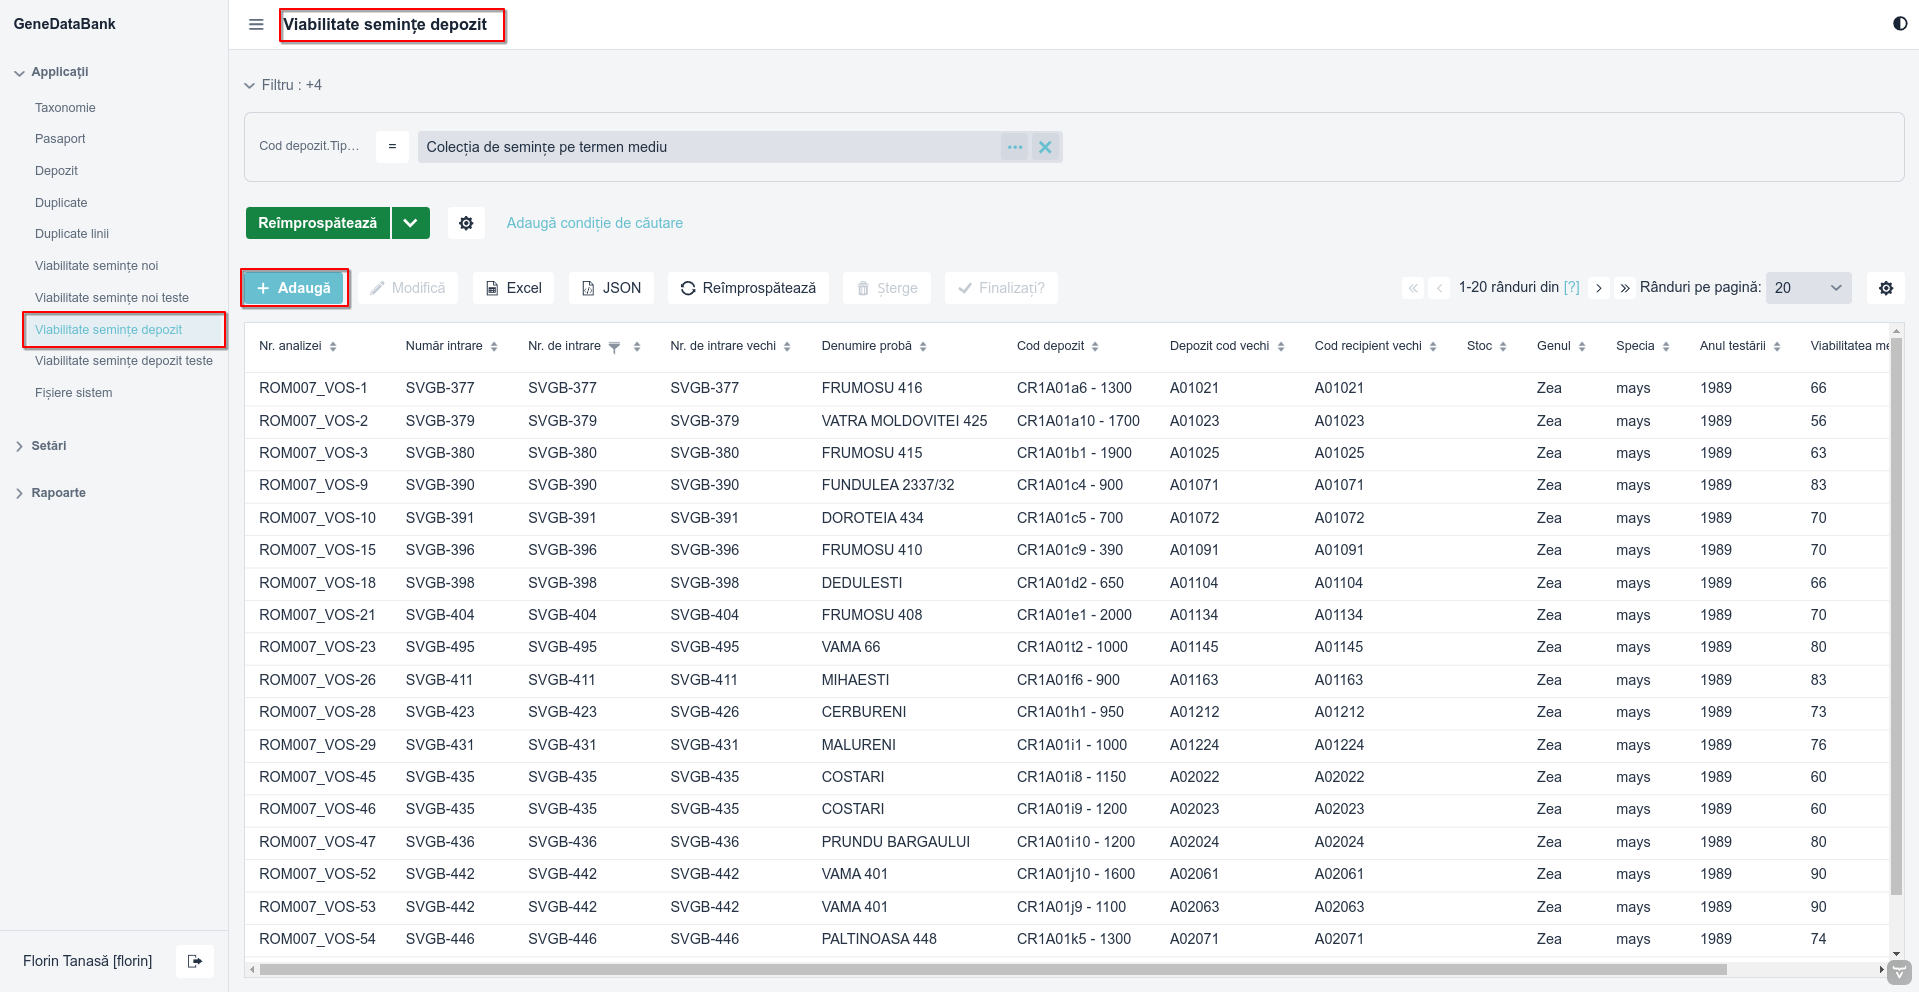 GeneDataBank
Viabilitate semințe depozit
Applicații
Taxonomie
Pasaport
Depozit
Duplicate
Duplicate linii
Viabilitate semințe noi
Viabilitate semințe noi teste
Viabilitate semințe depozit
Viabilitate semințe depozit teste
Fișiere sistem
Setări
Rapoarte
Florin Tanasă [florin]
Filtru : +4
Cod depozit.Tip… = Colecția de semințe pe termen mediu
Reîmprospătează Adaugă condiție de căutare
+ Adaugă Modifică Excel JSON Reîmprospătează Șterge Finalizați? 1-20 rânduri din [?] Rânduri pe pagină: 20
Nr. analizei Număr intrare Nr. de intrare Nr. de intrare vechi Denumire probă Cod depozit Depozit cod vechi Cod recipient vechi Stoc Genul Specia Anul testării Viabilitatea me
ROM007_VOS-1 SVGB-377 SVGB-377 SVGB-377 FRUMOSU 416 CR1A01a6 - 1300 A01021 A01021 Zea mays 1989 66
ROM007_VOS-2 SVGB-379 SVGB-379 SVGB-379 VATRA MOLDOVITEI 425 CR1A01a10 - 1700 A01023 A01023 Zea mays 1989 56
ROM007_VOS-3 SVGB-380 SVGB-380 SVGB-380 FRUMOSU 415 CR1A01b1 - 1900 A01025 A01025 Zea mays 1989 63
ROM007_VOS-9 SVGB-390 SVGB-390 SVGB-390 FUNDULEA 2337/32 CR1A01c4 - 900 A01071 A01071 Zea mays 1989 83
ROM007_VOS-10 SVGB-391 SVGB-391 SVGB-391 DOROTEIA 434 CR1A01c5 - 700 A01072 A01072 Zea mays 1989 70
ROM007_VOS-15 SVGB-396 SVGB-396 SVGB-396 FRUMOSU 410 CR1A01c9 - 390 A01091 A01091 Zea mays 1989 70
ROM007_VOS-18 SVGB-398 SVGB-398 SVGB-398 DEDULESTI CR1A01d2 - 650 A01104 A01104 Zea mays 1989 66
ROM007_VOS-21 SVGB-404 SVGB-404 SVGB-404 FRUMOSU 408 CR1A01e1 - 2000 A01134 A01134 Zea mays 1989 70
ROM007_VOS-23 SVGB-495 SVGB-495 SVGB-495 VAMA 66 CR1A01t2 - 1000 A01145 A01145 Zea mays 1989 80
ROM007_VOS-26 SVGB-411 SVGB-411 SVGB-411 MIHAESTI CR1A01f6 - 900 A01163 A01163 Zea mays 1989 83
ROM007_VOS-28 SVGB-423 SVGB-423 SVGB-426 CERBURENI CR1A01h1 - 950 A01212 A01212 Zea mays 1989 73
ROM007_VOS-29 SVGB-431 SVGB-431 SVGB-431 MALURENI CR1A01i1 - 1000 A01224 A01224 Zea mays 1989 76
ROM007_VOS-45 SVGB-435 SVGB-435 SVGB-435 COSTARI CR1A01i8 - 1150 A02022 A02022 Zea mays 1989 60
ROM007_VOS-46 SVGB-435 SVGB-435 SVGB-435 COSTARI CR1A01i9 - 1200 A02023 A02023 Zea mays 1989 60
ROM007_VOS-47 SVGB-436 SVGB-436 SVGB-436 PRUNDU BARGAULUI CR1A01i10 - 1200 A02024 A02024 Zea mays 1989 80
ROM007_VOS-52 SVGB-442 SVGB-442 SVGB-442 VAMA 401 CR1A01j10 - 1600 A02061 A02061 Zea mays 1989 90
ROM007_VOS-53 SVGB-442 SVGB-442 SVGB-442 VAMA 401 CR1A01j9 - 1100 A02063 A02063 Zea mays 1989 90
ROM007_VOS-54 SVGB-446 SVGB-446 SVGB-446 PALTINOASA 448 CR1A01k5 - 1300 A02071 A02071 Zea mays 1989 74